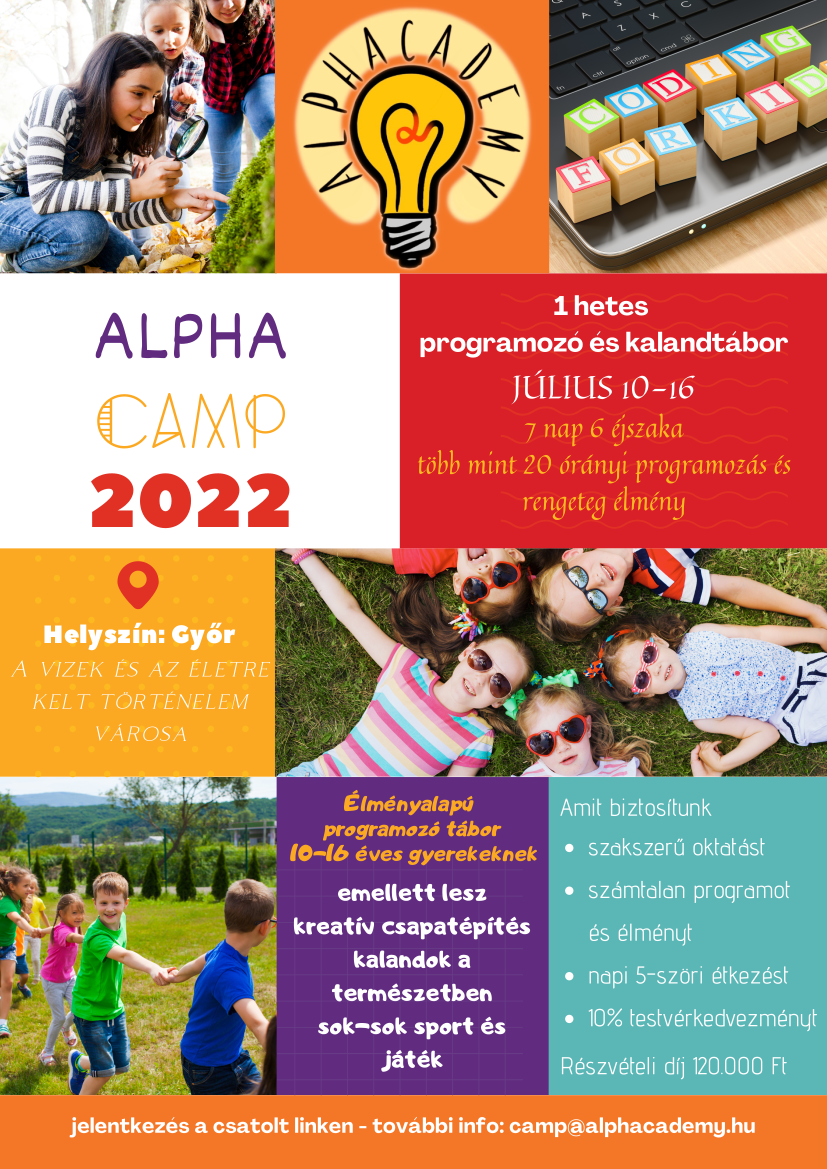 ALPHACADEMY
CODING
FOR KID
ALPHA
CAMP
2022
1 hetes
programozó és kalandtábor
JÚLIUS 10-16
7 nap 6 éjszaka
több mint 20 órányi programozás és
rengeteg élmény
Helyszín: Győr
A VIZEK ÉS AZ ÉLETRE
KELT TÖRTÉNELEM
VÁROSA
Élményalapú
programozó tábor
10-16 éves gyerekeknek
emellett lesz
kreatív csapatépítés
kalandok a
természetben
sok-sok sport és
játék
Amit biztosítunk
• szakszerű oktatást
• számtalan programot
és élményt
• napi 5-szöri étkezést
• 10% testvérkedvezményt
Részvételi díj 120.000 Ft
jelentkezés a csatolt linken - további info: camp@alphacademy.hu